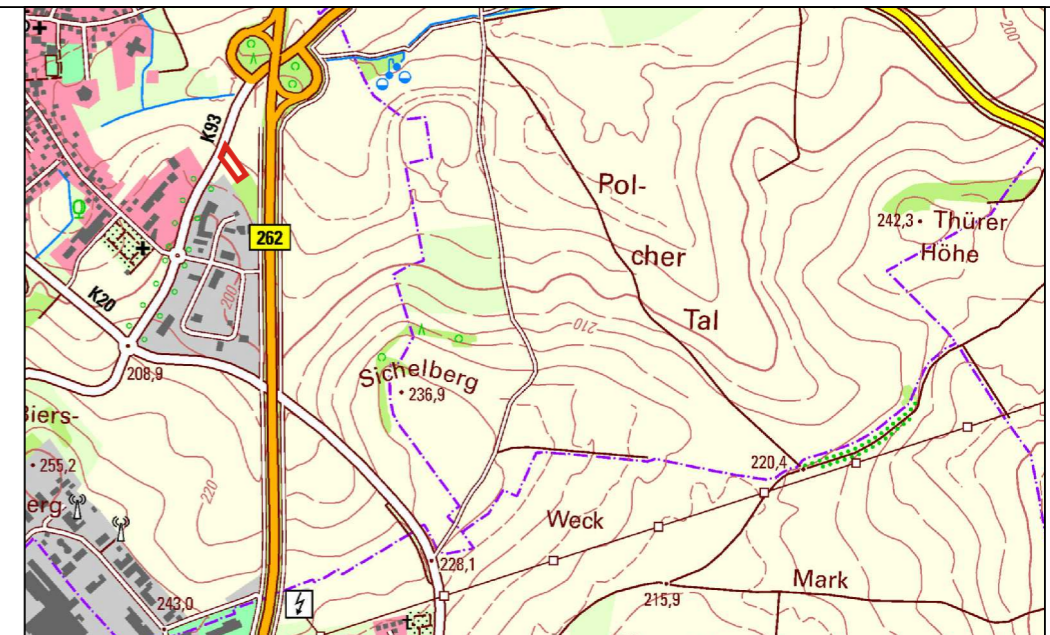 200
K93
Pol-
242,3 Thürer
Höhe
262
cher
K20
200
Tal
210
208,9
Sichelberg
236,9
Biers-
220,4
255,2
220
erg
Weck
228,1
Mark
243,0
215,9